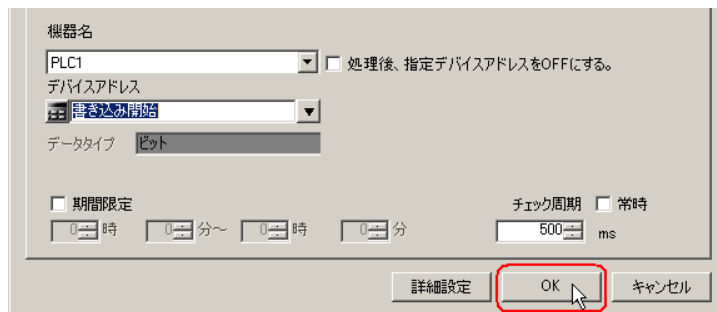 機器名
PLC1 処理後、指定デバイスアドレスをOFFにする。
デバイスアドレス
書き込み開始
データタイプ ビット
期間限定 チェック周期 常時
0 時 0 分～ 0 時 0 分 500 ms
詳細設定 OK キャンセル